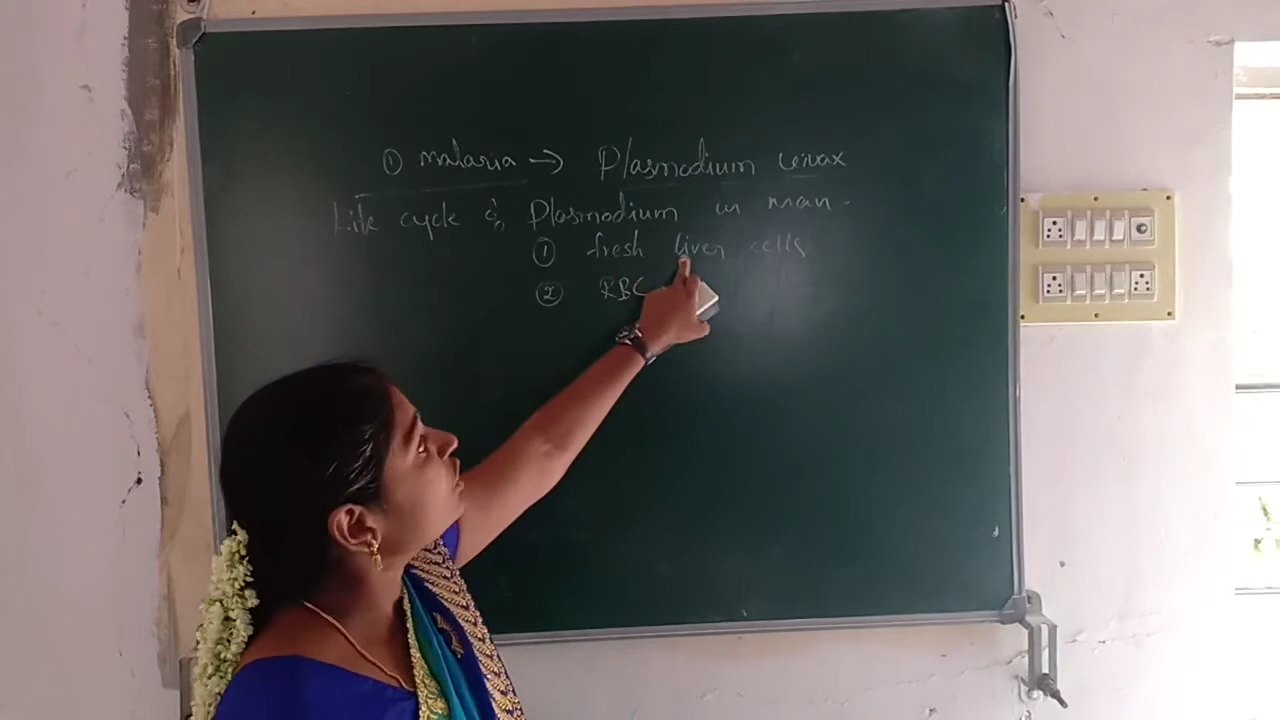 ① malaria → Plasmodium vivax
Life cycle of Plasmodium in man.
① fresh liver cells
② RBC